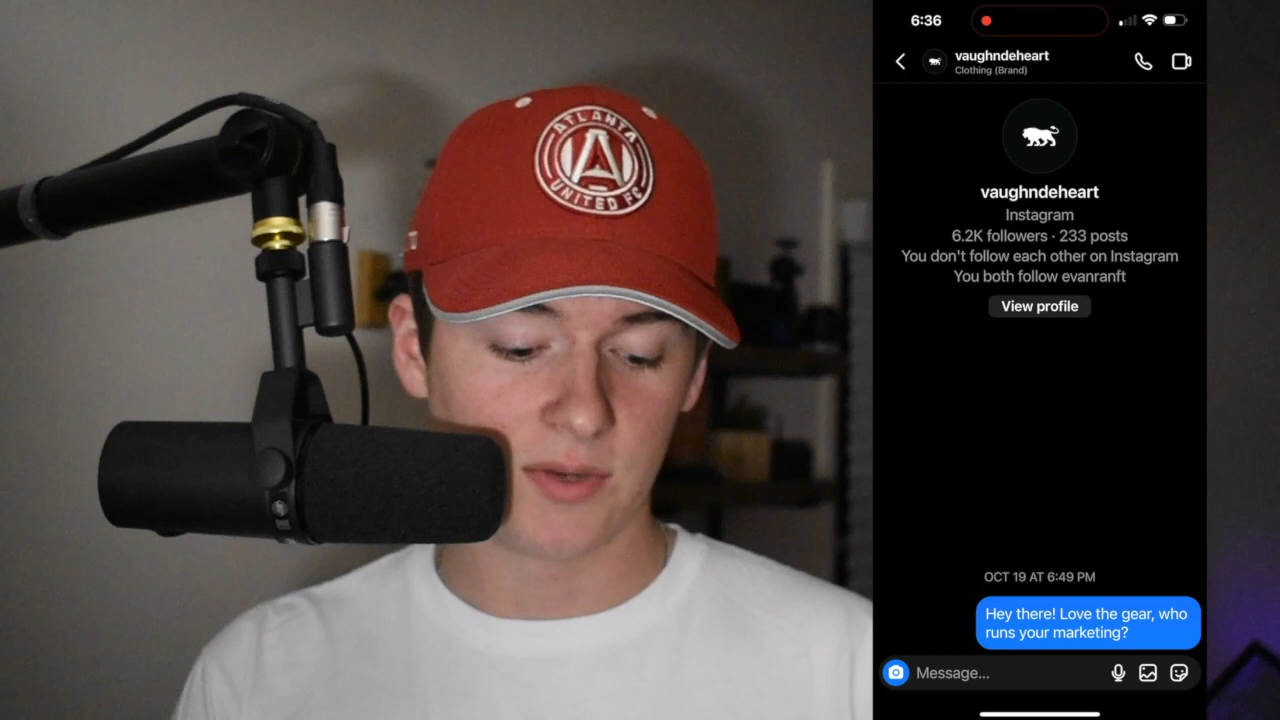 ATLANTA
UNITED FC
6:36
vaughndeheart
Clothing (Brand)
vaughndeheart
Instagram
6.2K followers · 233 posts
You don't follow each other on Instagram
You both follow evanranft
View profile
OCT 19 AT 6:49 PM
Hey there! Love the gear, who
runs your marketing?
Message...